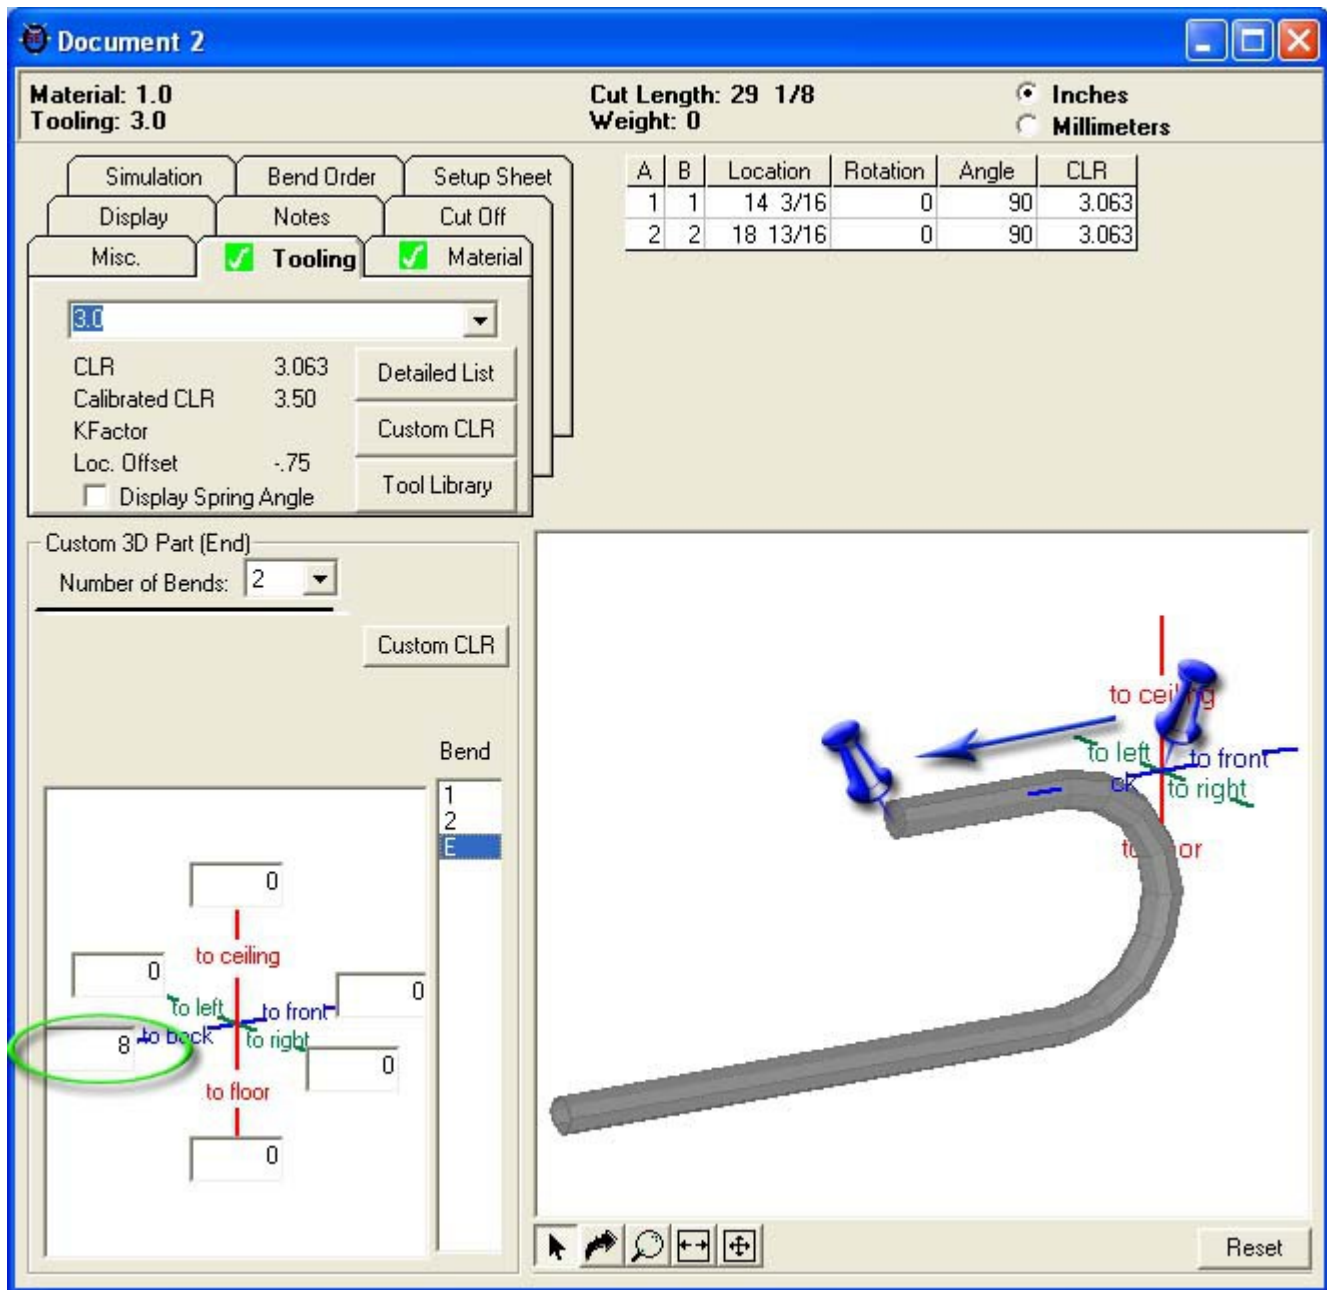 Document 2
Material: 1.0
Tooling: 3.0
Cut Length: 29 1/8
Weight: 0
Inches
Millimeters
Simulation Bend Order Setup Sheet
Display Notes Cut Off
Misc. Tooling Material
3.0
CLR 3.063
Calibrated CLR 3.50
KFactor
Loc. Offset -.75
Display Spring Angle
Detailed List
Custom CLR
Tool Library
A B Location Rotation Angle CLR
1 1 14 3/16 0 90 3.063
2 2 18 13/16 0 90 3.063
Custom 3D Part (End)
Number of Bends: 2
Custom CLR
Bend
1
2
E
0
to ceiling
0
to left
to front
0
8
to back
to right
0
to floor
0
to ceiling
to left
to front
to right
Reset